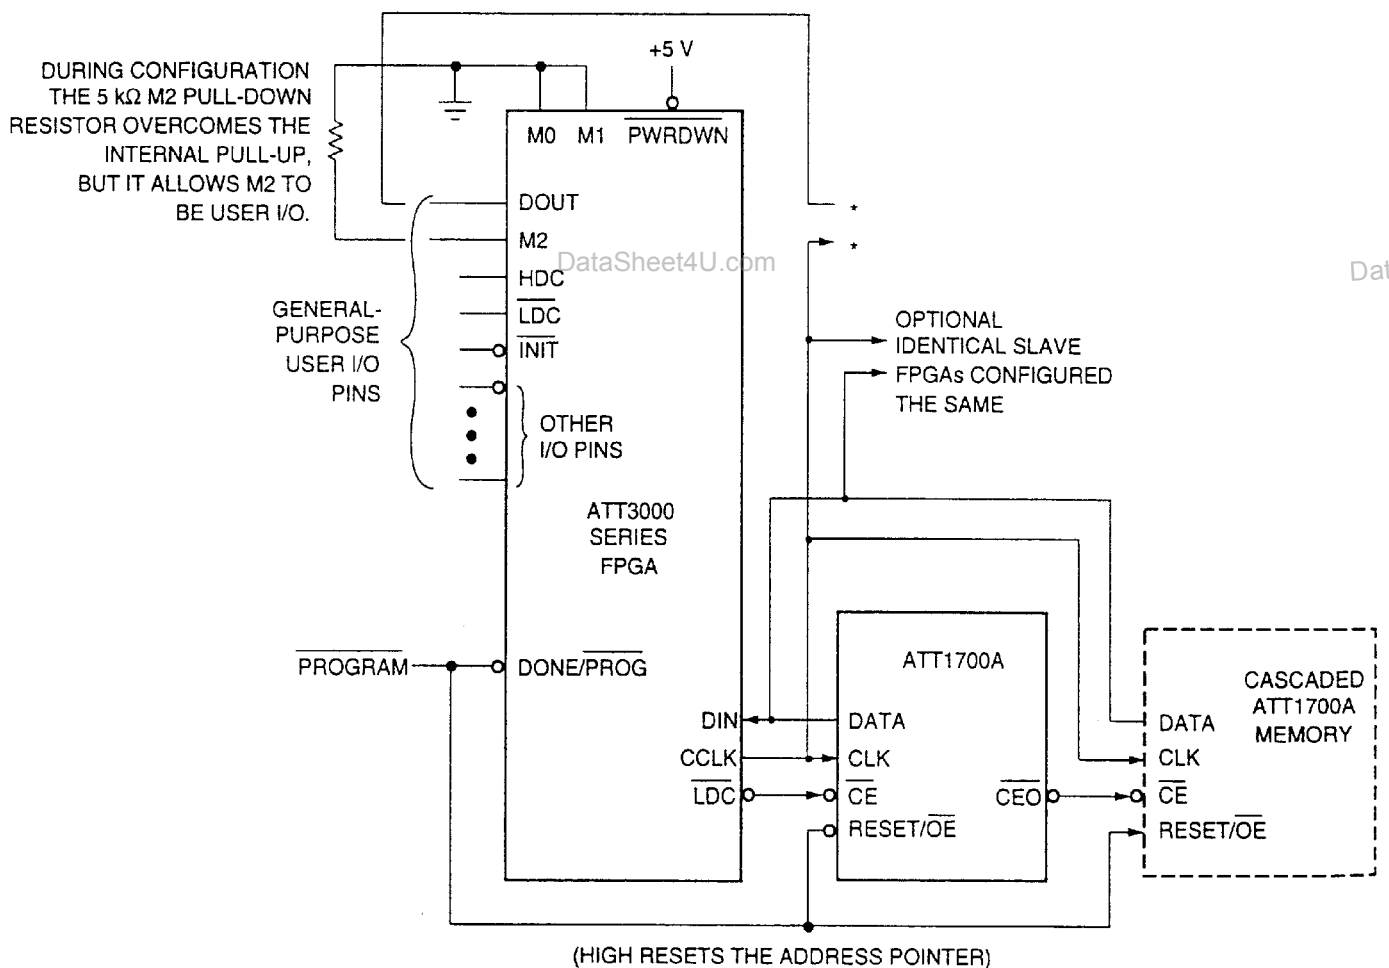 +5 V
DURING CONFIGURATION
THE 5 kΩ M2 PULL-DOWN
RESISTOR OVERCOMES THE
INTERNAL PULL-UP,
BUT IT ALLOWS M2 TO
BE USER I/O.
M0 M1 PWRDWN
DOUT
*
M2
*
DataSheet4U.com
Dat
HDC
LDC
INIT
GENERAL-
PURPOSE
USER I/O
PINS
OTHER
I/O PINS
OPTIONAL
IDENTICAL SLAVE
FPGAs CONFIGURED
THE SAME
ATT3000
SERIES
FPGA
PROGRAM
DONE/PROG
DIN
CCLK
LDC
ATT1700A
DATA
CLK
CE
CEO
RESET/OE
CASCADED
ATT1700A
MEMORY
DATA
CLK
CE
RESET/OE
(HIGH RESETS THE ADDRESS POINTER)